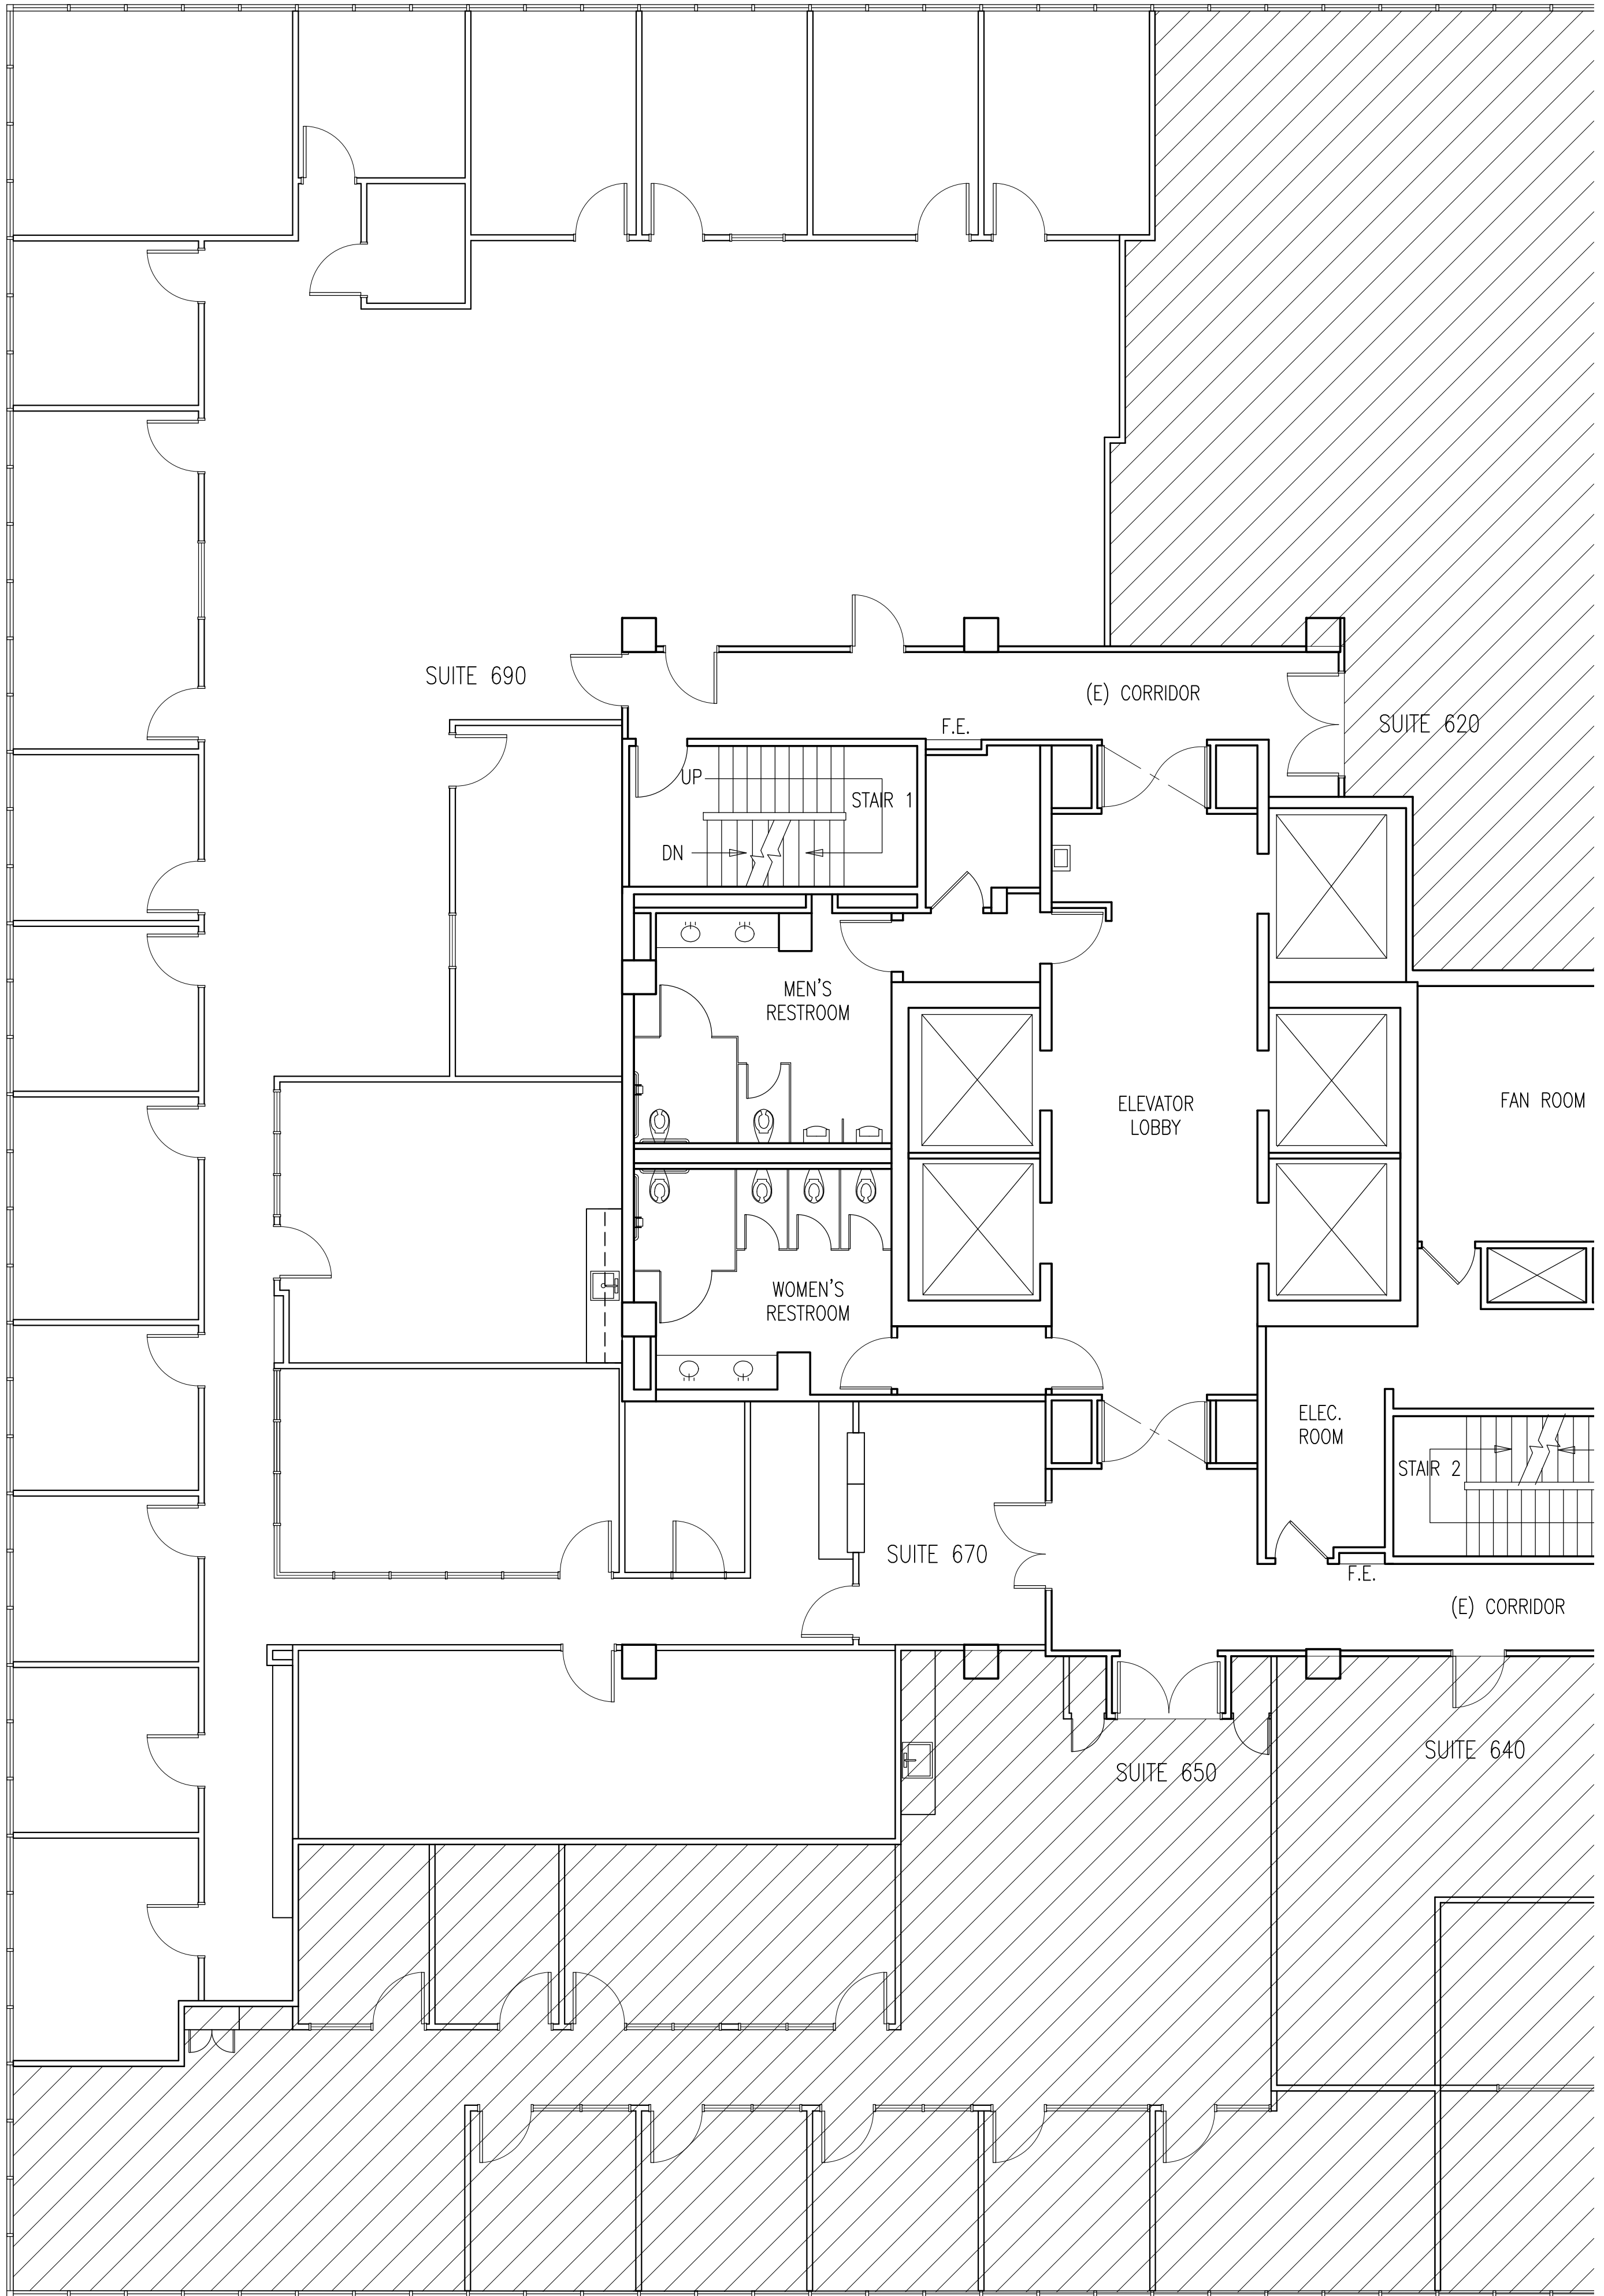 SUITE 690
(E) CORRIDOR
F.E.
SUITE 620
UP
STAIR 1
DN
MEN'S
RESTROOM
ELEVATOR
LOBBY
FAN ROOM
WOMEN'S
RESTROOM
ELEC.
ROOM
STAIR 2
SUITE 670
F.E.
(E) CORRIDOR
SUITE 650
SUITE 640